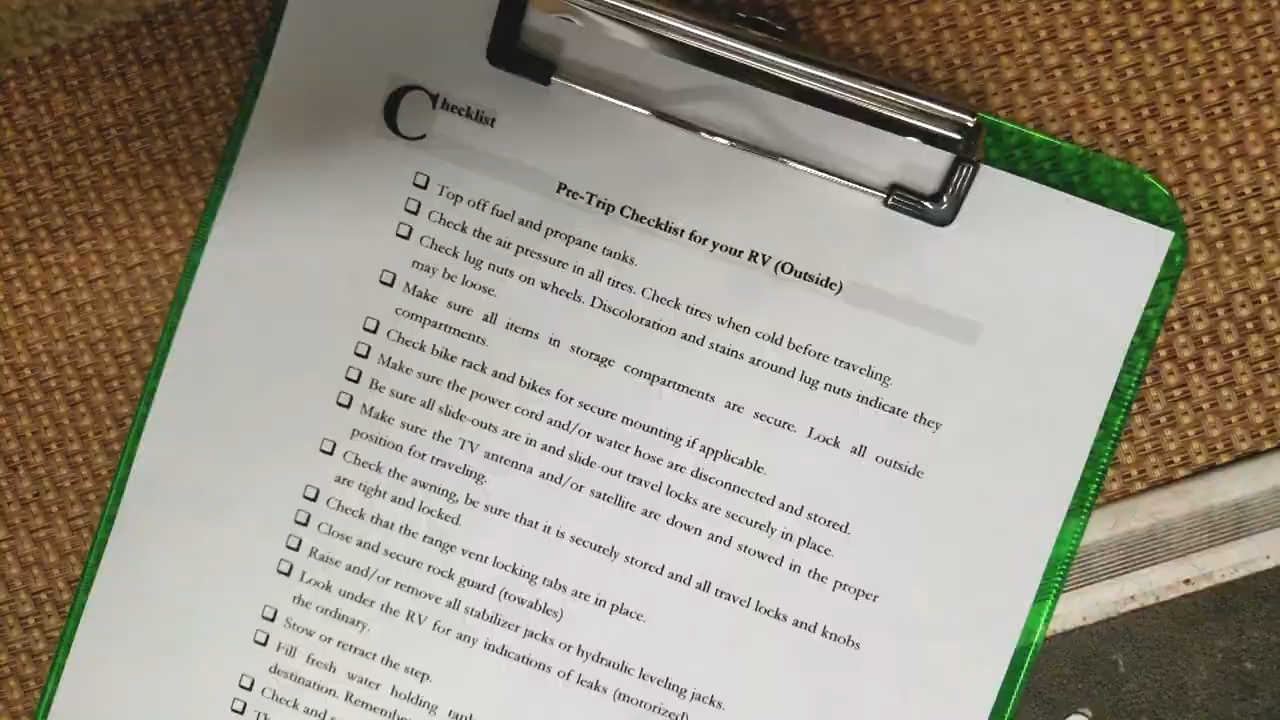 Checklist
Pre-Trip Checklist for your RV (Outside)
❑ Top off fuel and propane tanks.
❑ Check the air pressure in all tires. Check tires when cold before traveling.
❑ Check lug nuts on wheels. Discoloration and stains around lug nuts indicate they
may be loose.
❑ Make sure all items in storage compartments are secure. Lock all outside
compartments.
❑ Check bike rack and bikes for secure mounting if applicable.
❑ Make sure the power cord and/or water hose are disconnected and stored.
❑ Be sure all slide-outs are in and slide-out travel locks are securely in place.
❑ Make sure the TV antenna and/or satellite are down and stowed in the proper
position for traveling.
❑ Check the awning, be sure that it is securely stored and all travel locks and knobs
are tight and locked.
❑ Check that the tange vent locking tabs are in place.
❑ Close and secure rock guard (towables)
❑ Raise and/or remove all stabilizer jacks or hydraulic leveling jacks.
❑ Look under the RV for any indications of leaks (motorized)
the ordinary.
❑ Stow or retract the step.
❑ Fill fresh water holding
destination. Remember
❑ Check and